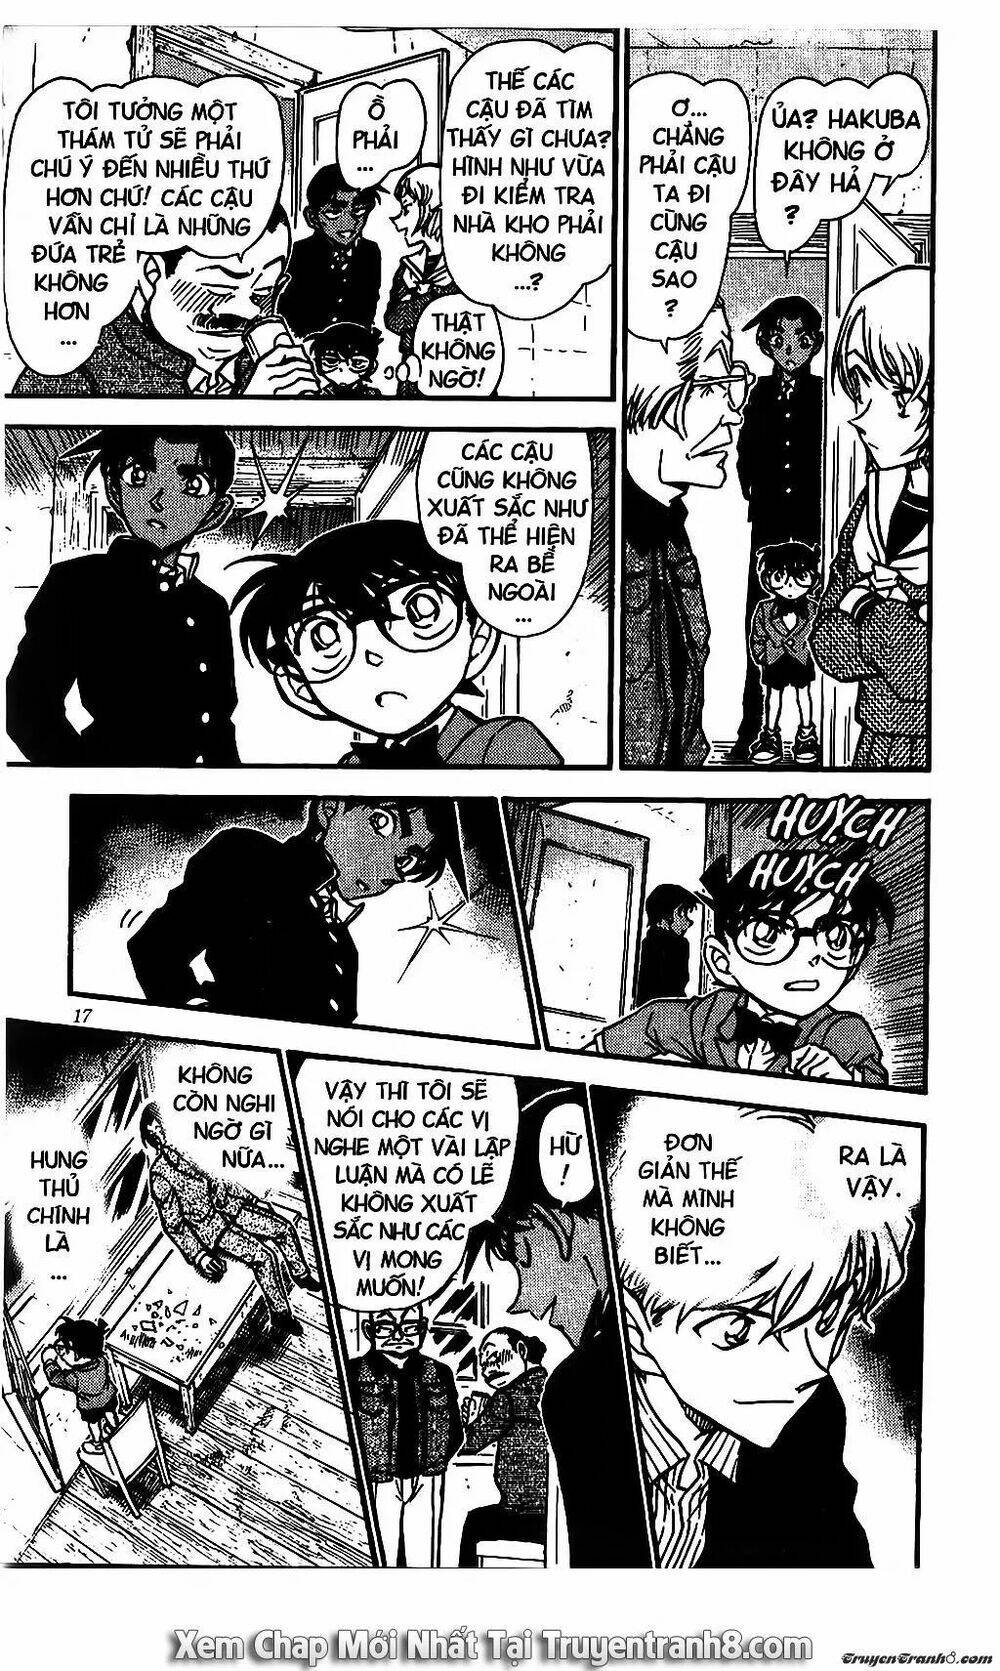 ỦA? HAKUBA
KHÔNG Ở
ĐÂY HẢ
?
Ơ...
CHẲNG
PHẢI CẬU
TA ĐI
CÙNG
CẬU
SAO
?
THẾ CÁC
CẬU ĐÃ TÌM
THẤY GÌ CHƯA?
HÌNH NHƯ VỪA
ĐI KIỂM TRA
NHÀ KHO PHẢI
KHÔNG
...?
Ồ
PHẢI
...
TÔI TƯỞNG MỘT
THÁM TỬ SẼ PHẢI
CHÚ Ý ĐẾN NHIỀU THỨ
HƠN CHỨ! CÁC CẬU
VẪN CHỈ LÀ NHỮNG
ĐỨA TRẺ
KHÔNG
HƠN
...
THẬT
KHÔNG
NGỜ!
CÁC CẬU
CŨNG KHÔNG
XUẤT SẮC NHƯ
ĐÃ THỂ HIỆN
RA BỀ
NGOÀI
...
HUỴCH
HUỴCH
17
RA LÀ
VẬY.
ĐƠN
GIẢN THẾ
MÀ MÌNH
KHÔNG
BIẾT...
HỪ
!
VẬY THÌ TÔI SẼ
NÓI CHO CÁC VỊ
NGHE MỘT VÀI LẬP
LUẬN MÀ CÓ LẼ
KHÔNG XUẤT
SẮC NHƯ CÁC
VỊ MONG
MUỐN!
KHÔNG
CÒN NGHI
NGỜ GÌ
NỮA...
HUNG
THỦ
CHÍNH
LÀ
...
Xem Chap Mới Nhất Tại Truyentranh8.com
TruyenTranh8.com